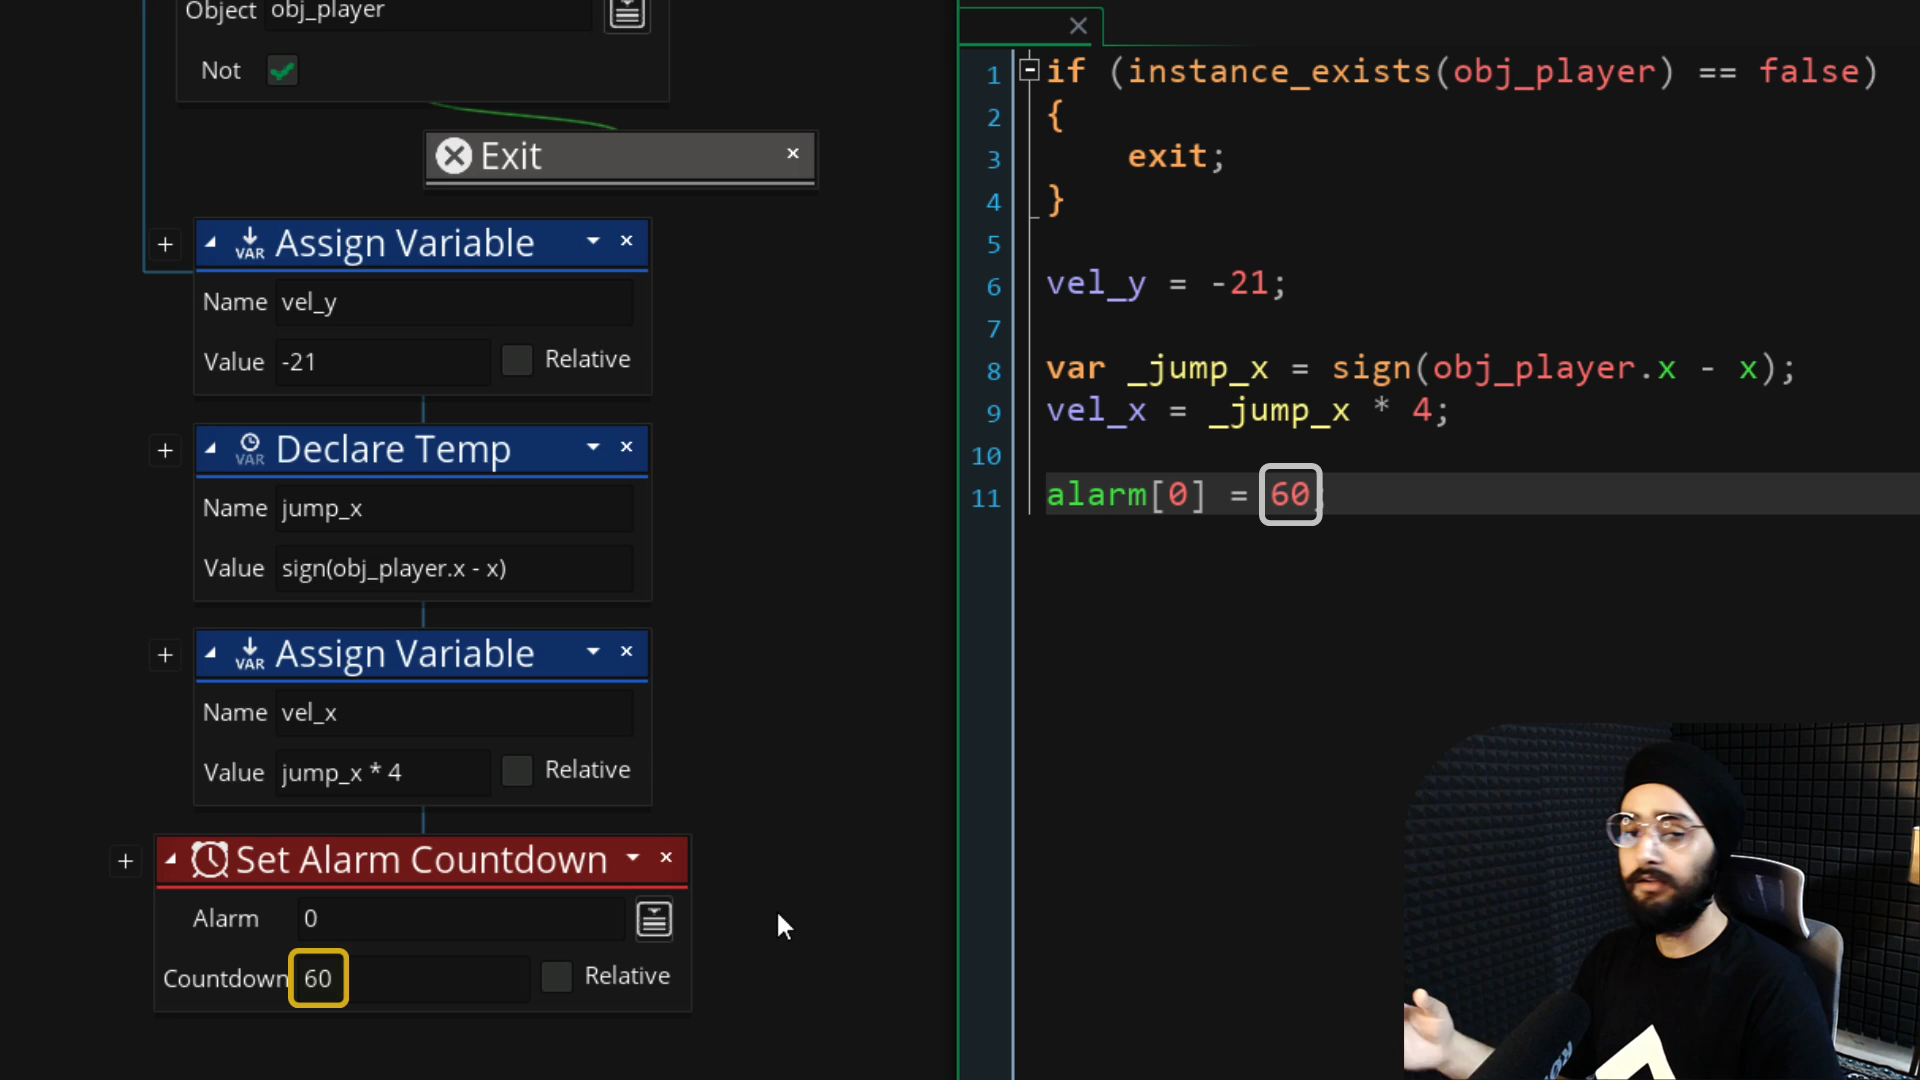 Object obj_player
Not
Exit
VAR Assign Variable
Name vel_y
Value -21 Relative
VAR Declare Temp
Name jump_x
Value sign(obj_player.x - x)
VAR Assign Variable
Name vel_x
Value jump_x * 4 Relative
Set Alarm Countdown
Alarm 0
Countdown 60 Relative
1 if (instance_exists(obj_player) == false)
2 {
3 exit;
4 }
5
6 vel_y = -21;
7
8 var _jump_x = sign(obj_player.x - x);
9 vel_x = _jump_x * 4;
10
11 alarm[0] = 60;